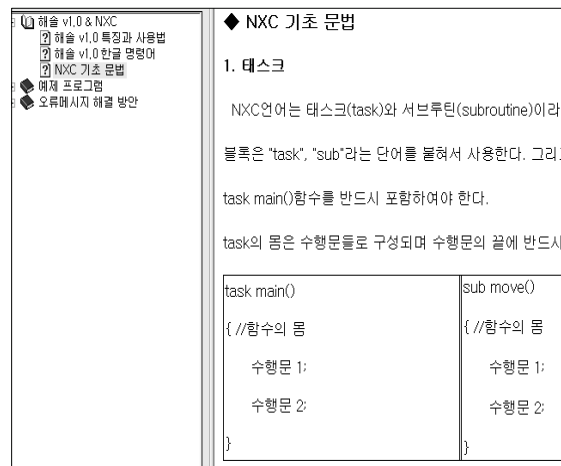 해솔 v1.0 & NXC
해솔 v1.0 특징과 사용법
해솔 v1.0 한글 명령어
NXC 기초 문법
예제 프로그램
오류메시지 해결 방안
◆ NXC 기초 문법
1. 태스크
NXC언어는 태스크(task)와 서브루틴(subroutine)이라
블록은 "task", "sub"라는 단어를 붙혀서 사용한다. 그리고
task main()함수를 반드시 포함하여야 한다.
task의 몸은 수행문들로 구성되며 수행문의 끝에 반드시
task main()
{ //함수의 몸
수행문 1;
수행문 2;
}
sub move()
{ //함수의 몸
수행문 1;
수행문 2;
}